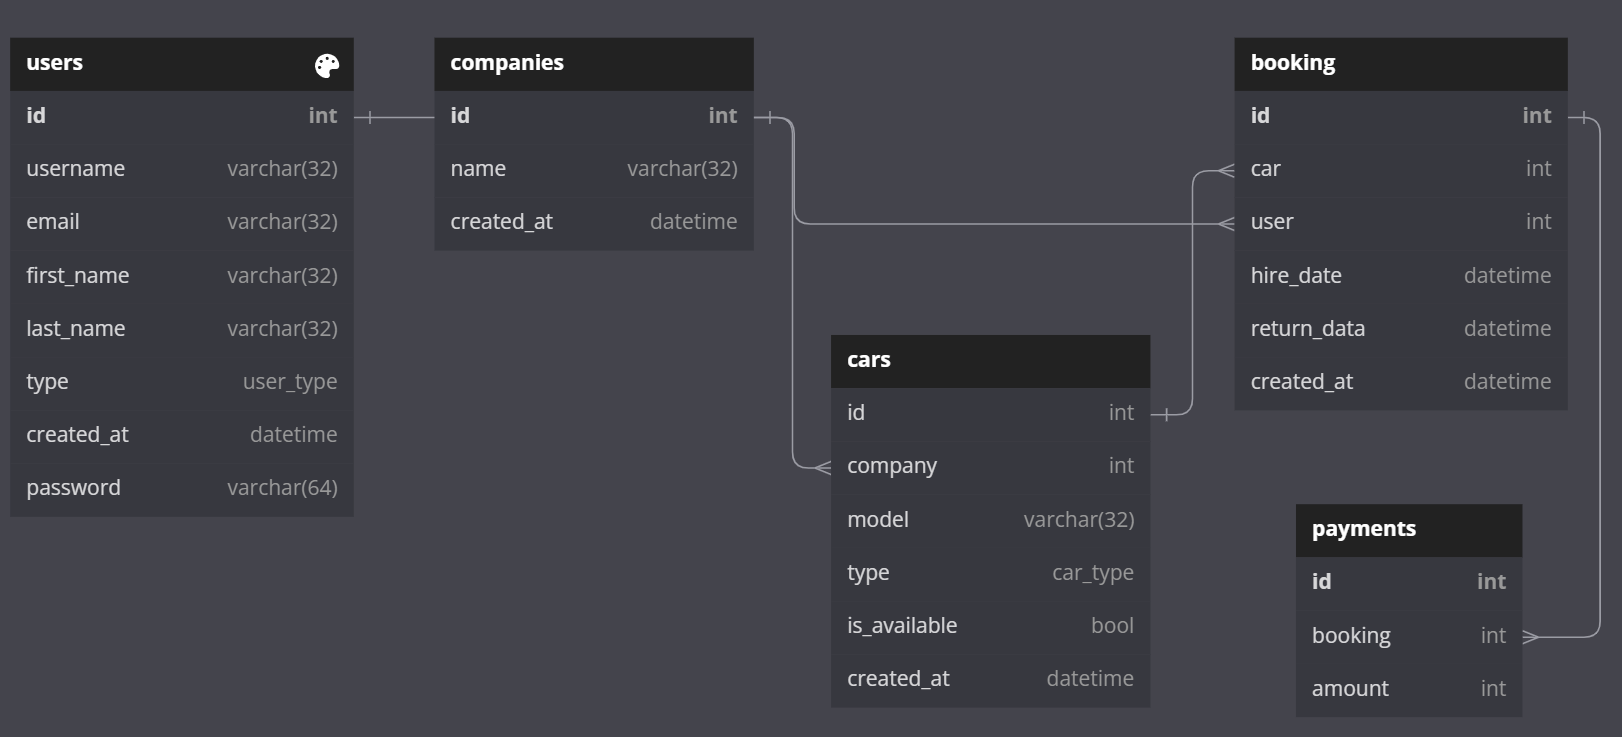 users
id int
username varchar(32)
email varchar(32)
first_name varchar(32)
last_name varchar(32)
type user_type
created_at datetime
password varchar(64)
companies
id int
name varchar(32)
created_at datetime
cars
id int
company int
model varchar(32)
type car_type
is_available bool
created_at datetime
booking
id int
car int
user int
hire_date datetime
return_data datetime
created_at datetime
payments
id int
booking int
amount int